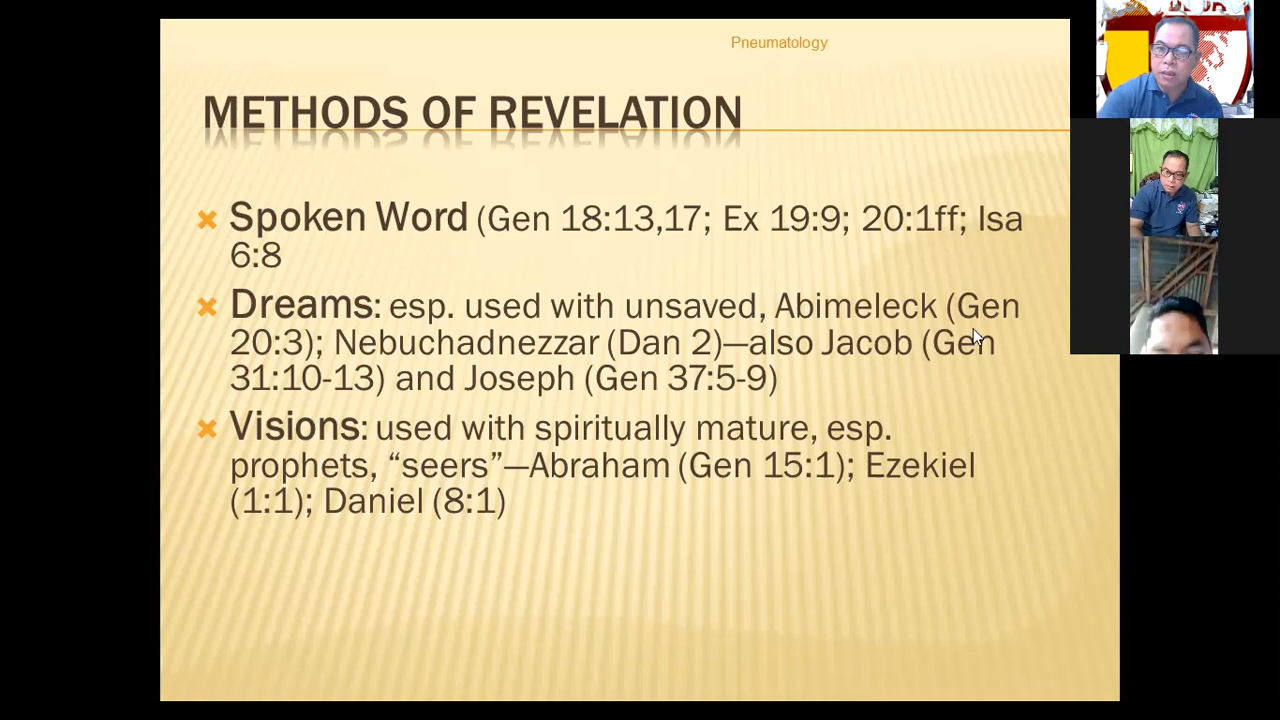 Pneumatology
METHODS OF REVELATION
Spoken Word (Gen 18:13,17; Ex 19:9; 20:1ff; Isa
6:8
Dreams: esp. used with unsaved, Abimeleck (Gen
20:3); Nebuchadnezzar (Dan 2)—also Jacob (Gen
31:10-13) and Joseph (Gen 37:5-9)
Visions: used with spiritually mature, esp.
prophets, “seers”—Abraham (Gen 15:1); Ezekiel
(1:1); Daniel (8:1)